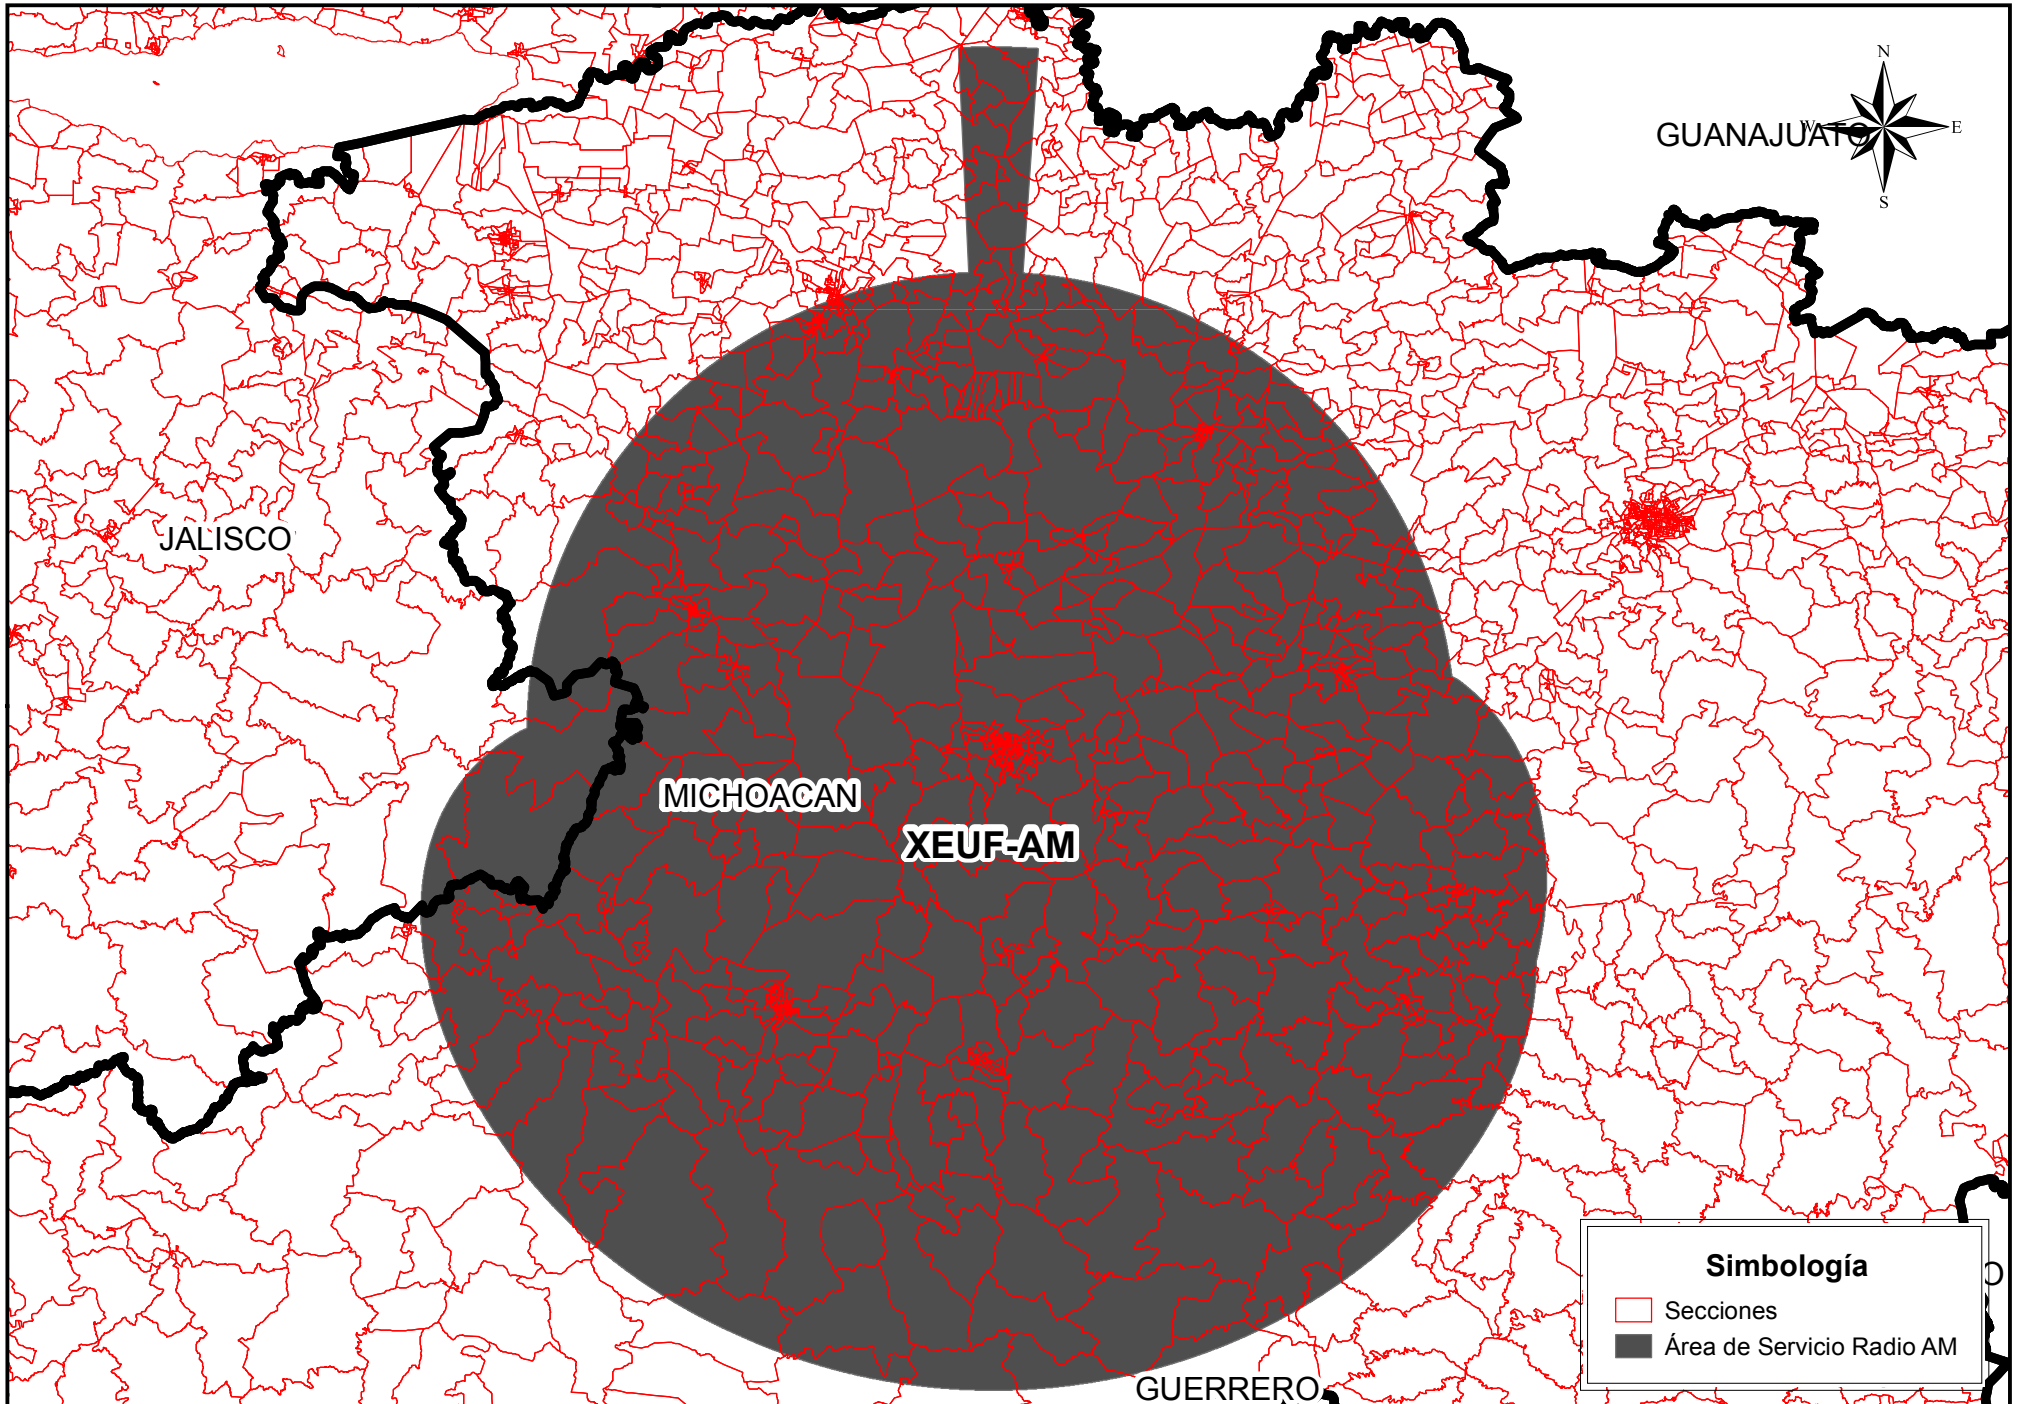 N
GUANAJUATO
W
E
S
JALISCO
MICHOACAN
XEUF-AM
Simbología
O
Secciones
Área de Servicio Radio AM
GUERRERO